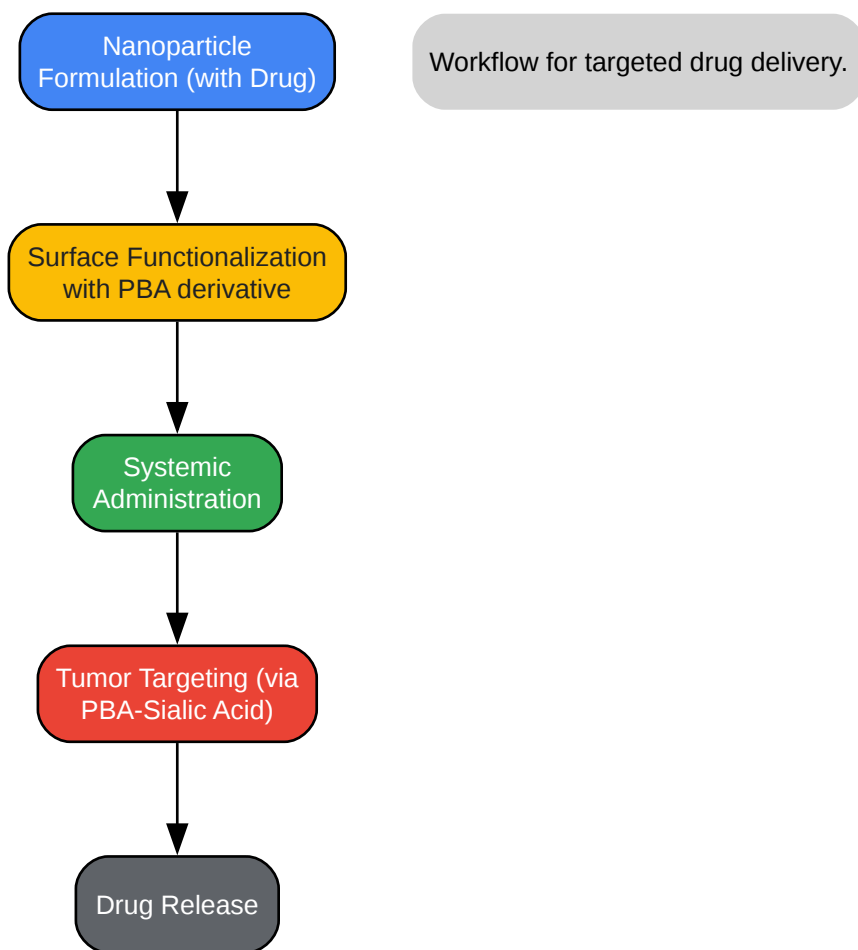 Nanoparticle
Formulation (with Drug)
Workflow for targeted drug delivery.
Surface Functionalization
with PBA derivative
Systemic
Administration
Tumor Targeting (via
PBA-Sialic Acid)
Drug Release